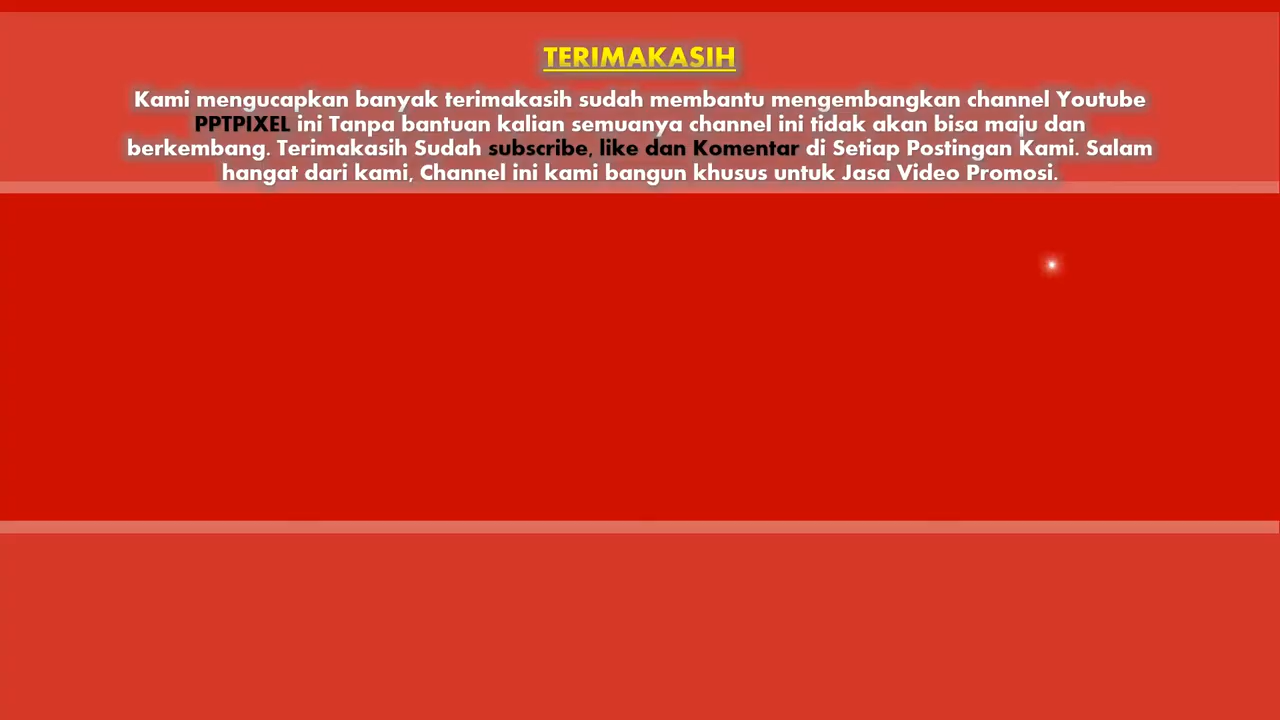 TERIMAKASIH
Kami mengucapkan banyak terimakasih sudah membantu mengembangkan channel Youtube
PPTPIXEL ini Tanpa bantuan kalian semuanya channel ini tidak akan bisa maju dan
berkembang. Terimakasih Sudah subscribe, like dan Komentar di Setiap Postingan Kami. Salam
hangat dari kami, Channel ini kami bangun khusus untuk Jasa Video Promosi.